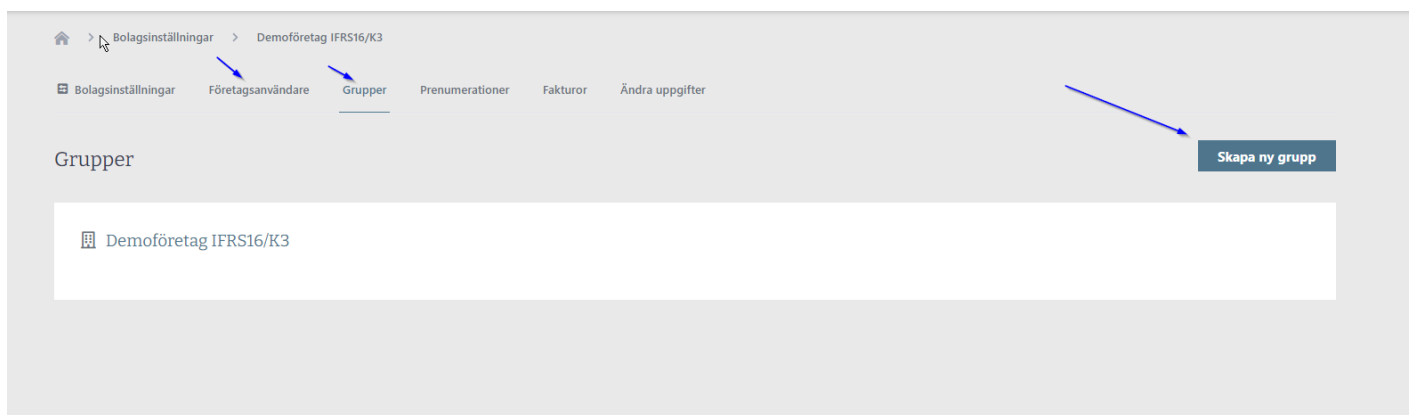 Bolagsinställningar > Demoföretag IFRS16/K3
Bolagsinställningar Företagsanvändare Grupper Prenumerationer Fakturor Ändra uppgifter
Grupper
Skapa ny grupp
Demoföretag IFRS16/K3